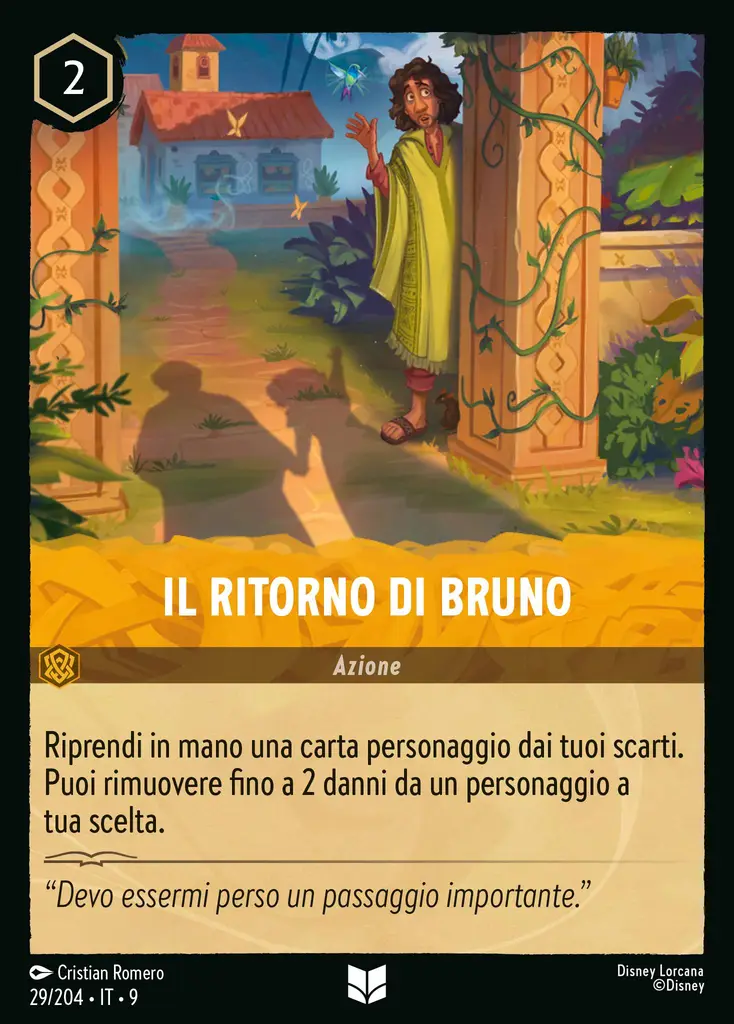 2
IL RITORNO DI BRUNO
Azione
Riprendi in mano una carta personaggio dai tuoi scarti.
Puoi rimuovere fino a 2 danni da un personaggio a
tua scelta.
“Devo essermi perso un passaggio importante.”
Cristian Romero
29/204 • IT • 9
Disney Lorcana
©Disney